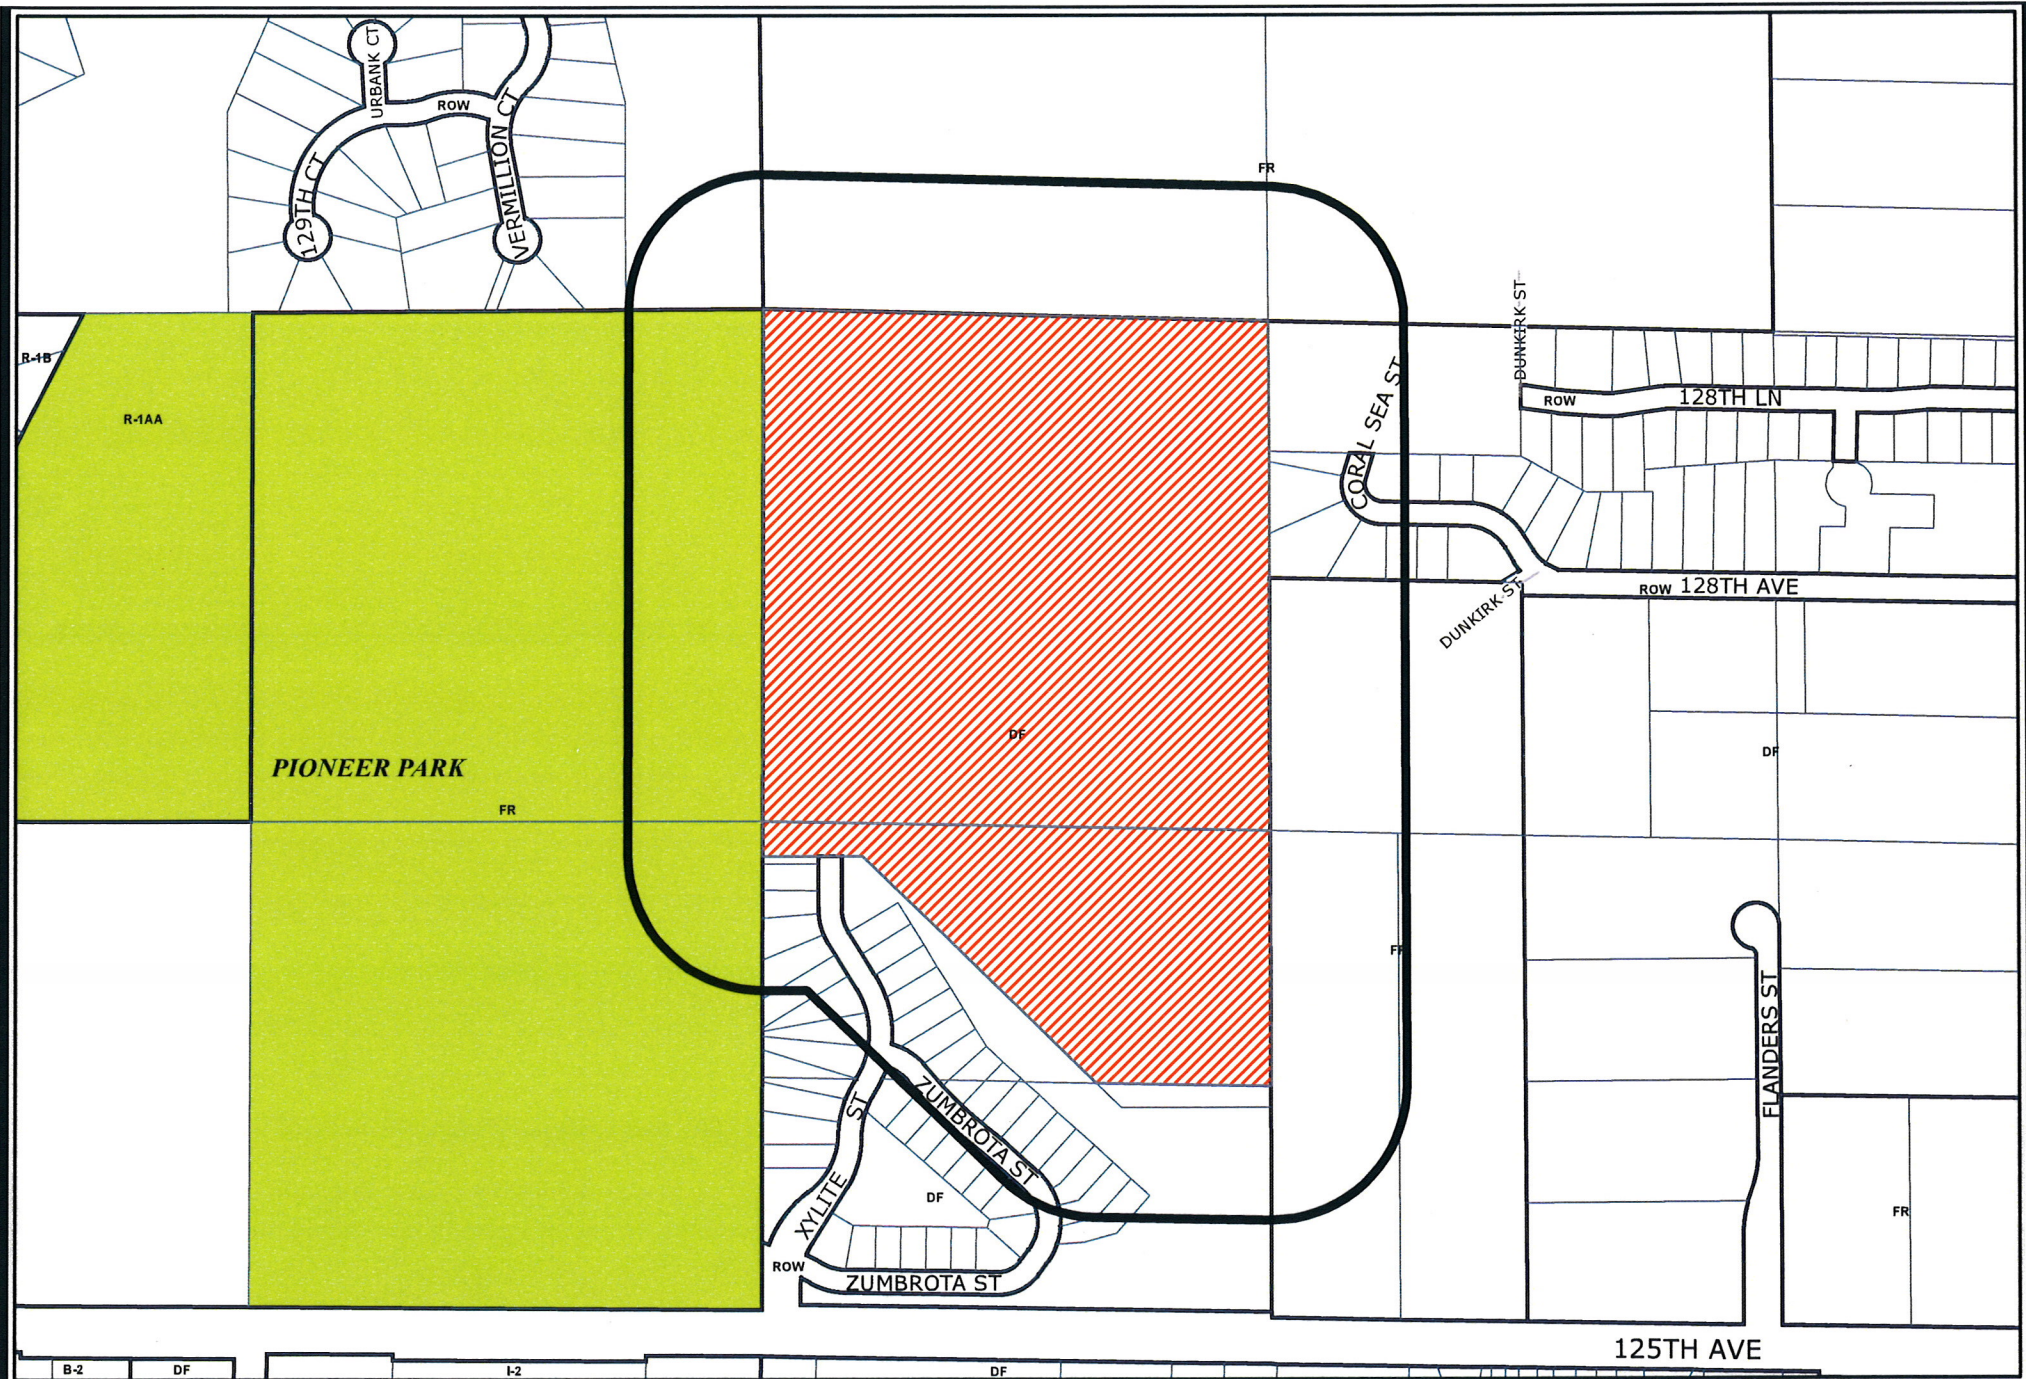 URBANK CT
ROW
VERMILLION CT
129TH CT
FR
DUNKIRK ST
R-1B
R-1AA
CORAL SEA ST
ROW
128TH LN
ROW
128TH AVE
DUNKIRK ST
DF
DF
PIONEER PARK
FR
FR
FLANDERS ST
ZUMBROTA ST
XYLITE ST
DF
FR
ROW
ZUMBROTA ST
125TH AVE
B-2
DF
I-2
DF